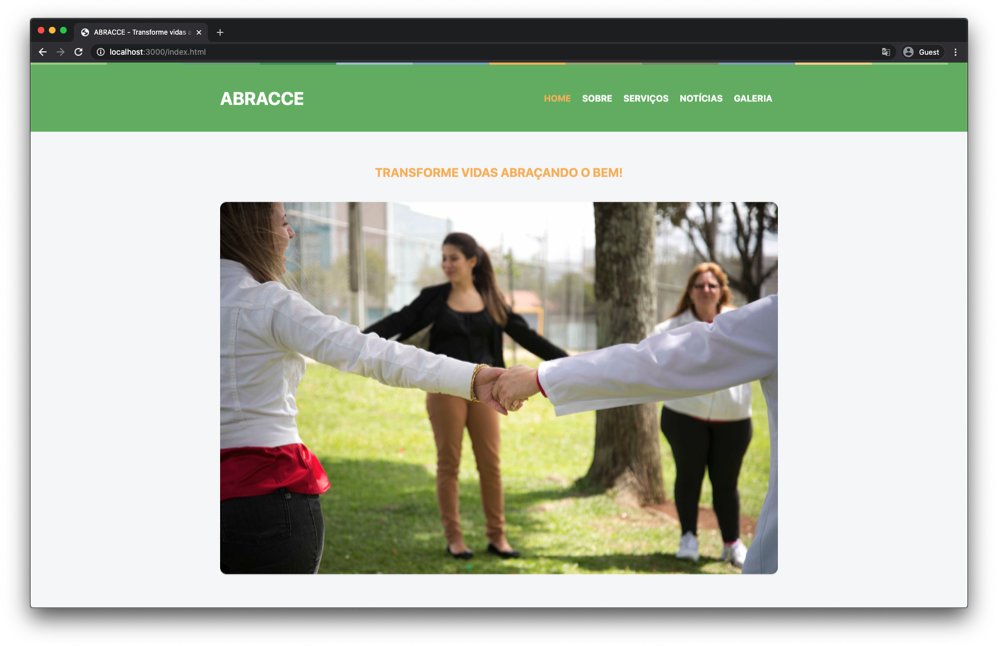 ABRACCE - Transforme vidas a
localhost:3000/index.html
Guest
ABRACCE
HOME SOBRE SERVIÇOS NOTÍCIAS GALERIA
TRANSFORME VIDAS ABRAÇANDO O BEM!